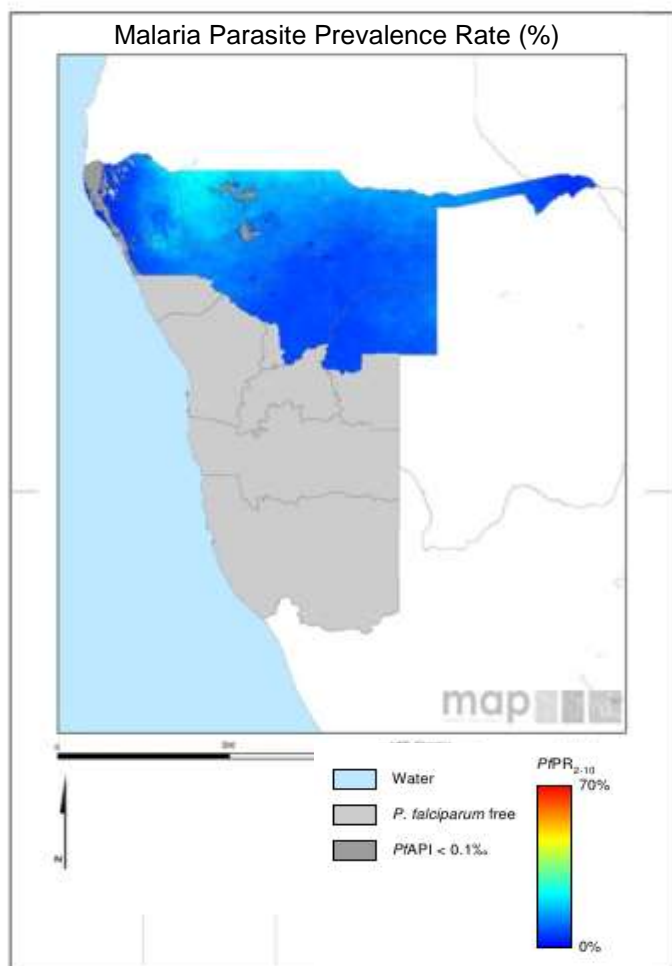 Malaria Parasite Prevalence Rate (%)
map
Water
P. falciparum free
PfAPI < 0.1‰
PfPR2-10
70%
0%
N